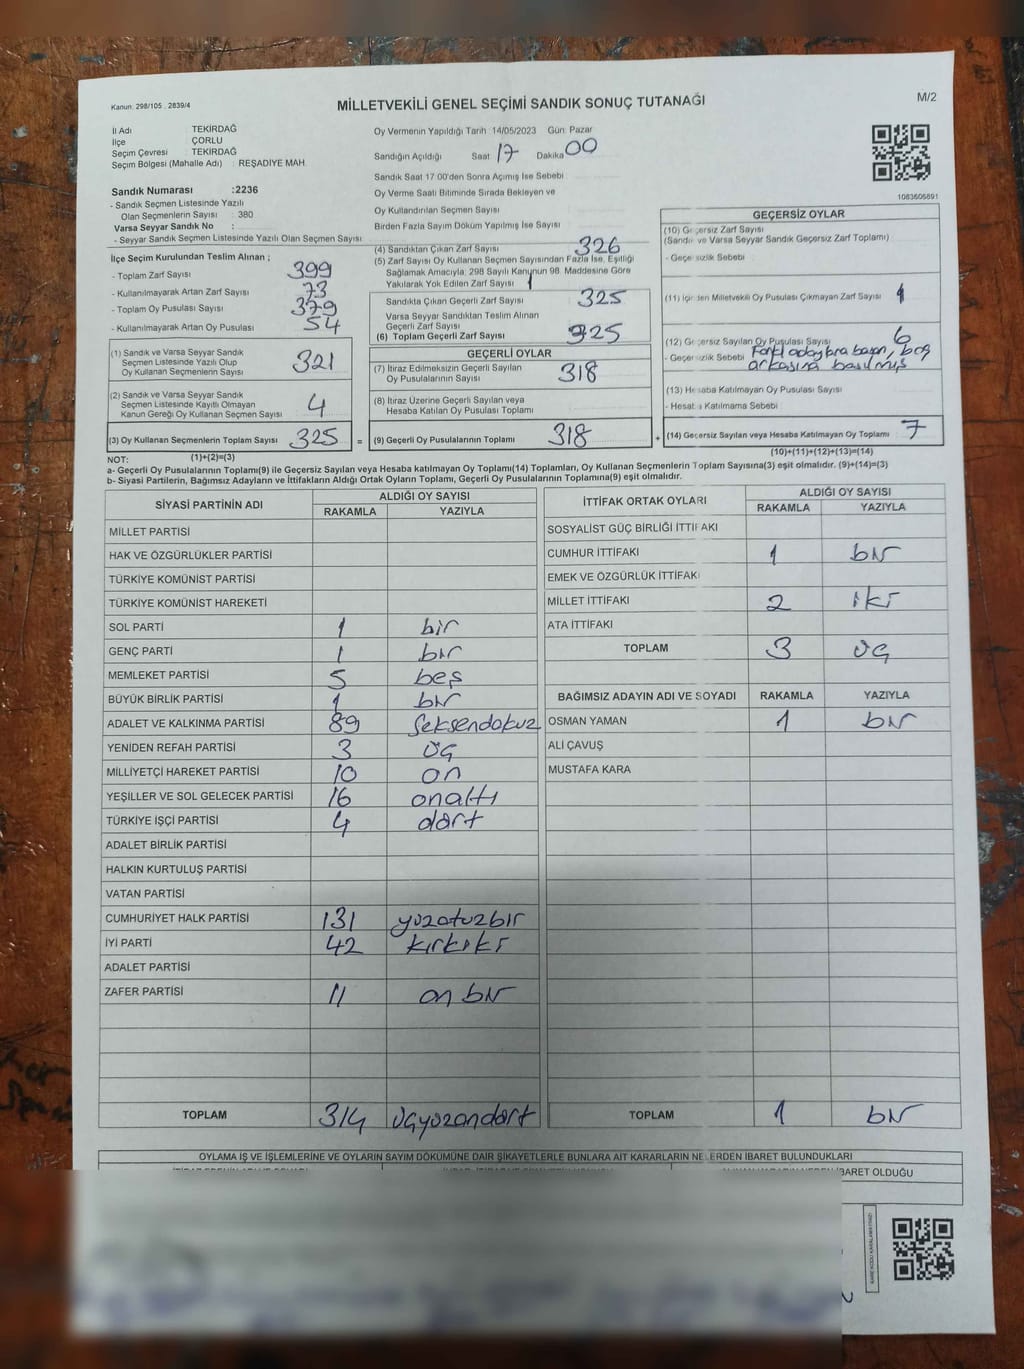 Kanun: 298/105 , 2839/4
MİLLETVEKİLİ GENEL SEÇİMİ SANDIK SONUÇ TUTANAĞI
M/2
İl Adı : TEKİRDAĞ
İlçe : ÇORLU
Seçim Çevresi : TEKİRDAĞ
Seçim Bölgesi (Mahalle Adı) : REŞADİYE MAH.
Sandık Numarası :2236
- Sandık Seçmen Listesinde Yazılı
Olan Seçmenlerin Sayısı : 380
Varsa Seyyar Sandık No :
- Seyyar Sandık Seçmen Listesinde Yazılı Olan Seçmen Sayısı:
Oy Vermenin Yapıldığı Tarih :14/05/2023 Gün: Pazar
Sandığın Açıldığı Saat 17 Dakika 00
Sandık Saat 17:00'den Sonra Açılmış İse Sebebi
Oy Verme Saati Bitiminde Sırada Bekleyen ve
Oy Kullandırılan Seçmen Sayısı
Birden Fazla Sayım Döküm Yapılmış İse Sayısı
1083606891
İlçe Seçim Kurulundan Teslim Alınan ;
- Toplam Zarf Sayısı 399
- Kullanılmayarak Artan Zarf Sayısı 73
- Toplam Oy Pusulası Sayısı 379
- Kullanılmayarak Artan Oy Pusulası 54
(1) Sandık ve Varsa Seyyar Sandık
Seçmen Listesinde Yazılı Olup
Oy Kullanan Seçmenlerin Sayısı 321
(2) Sandık ve Varsa Seyyar Sandık
Seçmen Listesinde Kayıtlı Olmayan
Kanun Gereği Oy Kullanan Seçmen Sayısı 4
(3) Oy Kullanan Seçmenlerin Toplam Sayısı 325 =
(1)+(2)=(3)
(4) Sandıktan Çıkan Zarf Sayısı 326
(5) Zarf Sayısı Oy Kullanan Seçmen Sayısından Fazla İse, Eşitliği
Sağlamak Amacıyla; 298 Sayılı Kanunun 98. Maddesine Göre
Yakılarak Yok Edilen Zarf Sayısı 1
Sandıkta Çıkan Geçerli Zarf Sayısı 325
Varsa Seyyar Sandıktan Teslim Alınan
Geçerli Zarf Sayısı
(6) Toplam Geçerli Zarf Sayısı 325
GEÇERLİ OYLAR
(7) İtiraz Edilmeksizin Geçerli Sayılan
Oy Pusulalarının Sayısı 318
(8) İtiraz Üzerine Geçerli Sayılan veya
Hesaba Katılan Oy Pusulası Toplamı
(9) Geçerli Oy Pusulalarının Toplamı 318 +
GEÇERSİZ OYLAR
(10) Geçersiz Zarf Sayısı
(Sandık ve Varsa Seyyar Sandık Geçersiz Zarf Toplamı)
- Geçersizlik Sebebi
(11) İçinden Milletvekili Oy Pusulası Çıkmayan Zarf Sayısı 1
(12) Geçersiz Sayılan Oy Pusulası Sayısı 6
- Geçersizlik Sebebi
arkasına basılmış
(13) Hesaba Katılmayan Oy Pusulası Sayısı
- Hesaba Katılmama Sebebi
(14) Gecersiz Sayılan veya Hesaba Katılmayan Oy Toplamı 7
(10)+(11)+(12)+(13)=(14)
NOT:
a- Geçerli Oy Pusulalarının Toplamı(9) ile Geçersiz Sayılan veya Hesaba katılmayan Oy Toplamı(14) Toplamları, Oy Kullanan Seçmenlerin Toplam Sayısına(3) eşit olmalıdır. (9)+(14)=(3)
b- Siyasi Partilerin, Bağımsız Adayların ve İttifakların Aldığı Ortak Oyların Toplamı, Geçerli Oy Pusulalarının Toplamına(9) eşit olmalıdır.
SİYASİ PARTİNİN ADI ALDIĞI OY SAYISI
RAKAMLA YAZIYLA
MİLLET PARTİSİ
HAK VE ÖZGÜRLÜKLER PARTİSİ
TÜRKİYE KOMÜNİST PARTİSİ
TÜRKİYE KOMÜNİST HAREKETİ
SOL PARTİ 1 bir
GENÇ PARTİ 1 bir
MEMLEKET PARTİSİ 5 beş
BÜYÜK BİRLİK PARTİSİ 1 bir
ADALET VE KALKINMA PARTİSİ 89 Seksendokuz
YENİDEN REFAH PARTİSİ 3 üç
MİLLİYETÇİ HAREKET PARTİSİ 10 on
YEŞİLLER VE SOL GELECEK PARTİSİ 16 onaltı
TÜRKİYE İŞÇİ PARTİSİ 4 dört
ADALET BİRLİK PARTİSİ
HALKIN KURTULUŞ PARTİSİ
VATAN PARTİSİ
CUMHURİYET HALK PARTİSİ 131 yüzotuzbir
İYİ PARTİ 42 kırkiki
ADALET PARTİSİ
ZAFER PARTİSİ 11 on bir
TOPLAM 314 üçyüzondört
İTTİFAK ORTAK OYLARI ALDIĞI OY SAYISI
RAKAMLA YAZIYLA
SOSYALİST GÜÇ BİRLİĞİ İTTİFAKI
CUMHUR İTTİFAKI 1 bir
EMEK VE ÖZGÜRLÜK İTTİFAKI
MİLLET İTTİFAKI 2 iki
ATA İTTİFAKI
TOPLAM 3 üç
BAĞIMSIZ ADAYIN ADI VE SOYADI RAKAMLA YAZIYLA
OSMAN YAMAN 1 bir
ALİ ÇAVUŞ
MUSTAFA KARA
TOPLAM 1 bir
OYLAMA İŞ VE İŞLEMLERİNE VE OYLARIN SAYIM DÖKÜMÜNE DAİR ŞİKAYETLERLE BUNLARA AİT KARARLARIN NELERDEN İBARET BULUNDUKLARI
İBARET OLDUĞU